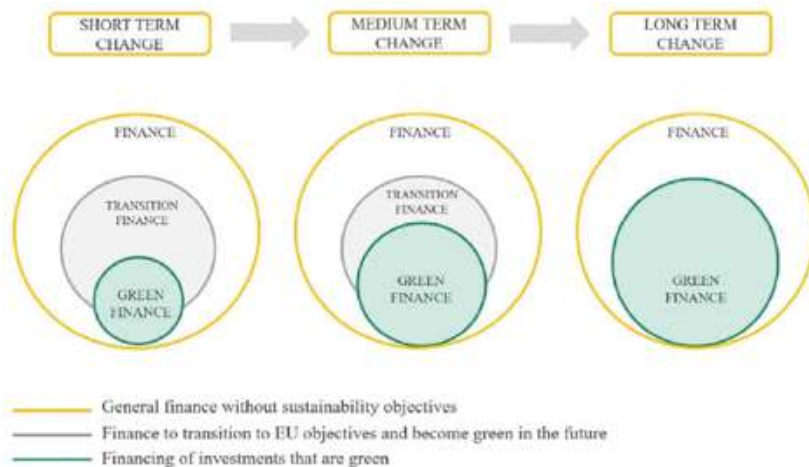 SHORT TERM
CHANGE
MEDIUM TERM
CHANGE
LONG TERM
CHANGE
FINANCE
TRANSITION
FINANCE
GREEN
FINANCE
FINANCE
TRANSITION
FINANCE
GREEN
FINANCE
FINANCE
GREEN
FINANCE
General finance without sustainability objectives
Finance to transition to EU objectives and become green in the future
Financing of investments that are green